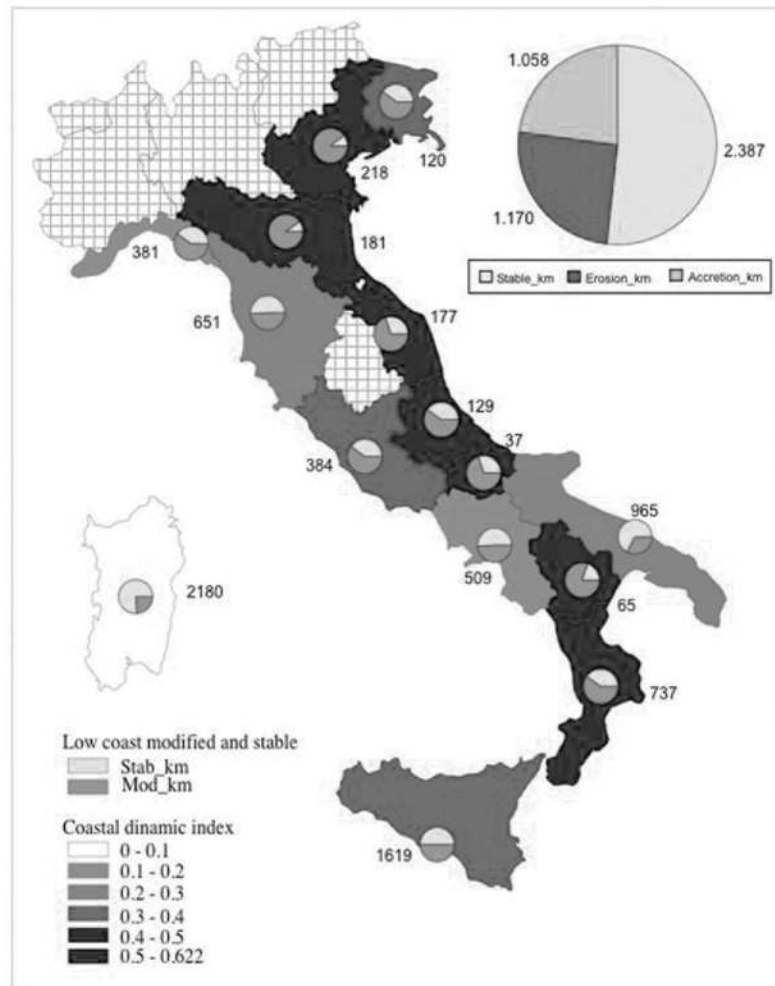 1.058
2.387
1.170
Stable_km Erosion_km Accretion_km
120
218
181
381
651
177
129
37
384
965
509
65
2180
737
1619
Low coast modified and stable
Stab_km
Mod_km
Coastal dinamic index
0 - 0.1
0.1 - 0.2
0.2 - 0.3
0.3 - 0.4
0.4 - 0.5
0.5 - 0.622